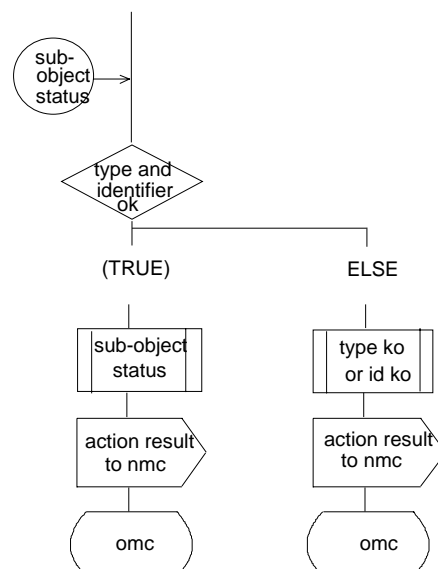 sub-
object
status
type and
identifier
ok
(TRUE)
ELSE
sub-object
status
type ko
or id ko
action result
to nmc
action result
to nmc
omc
omc